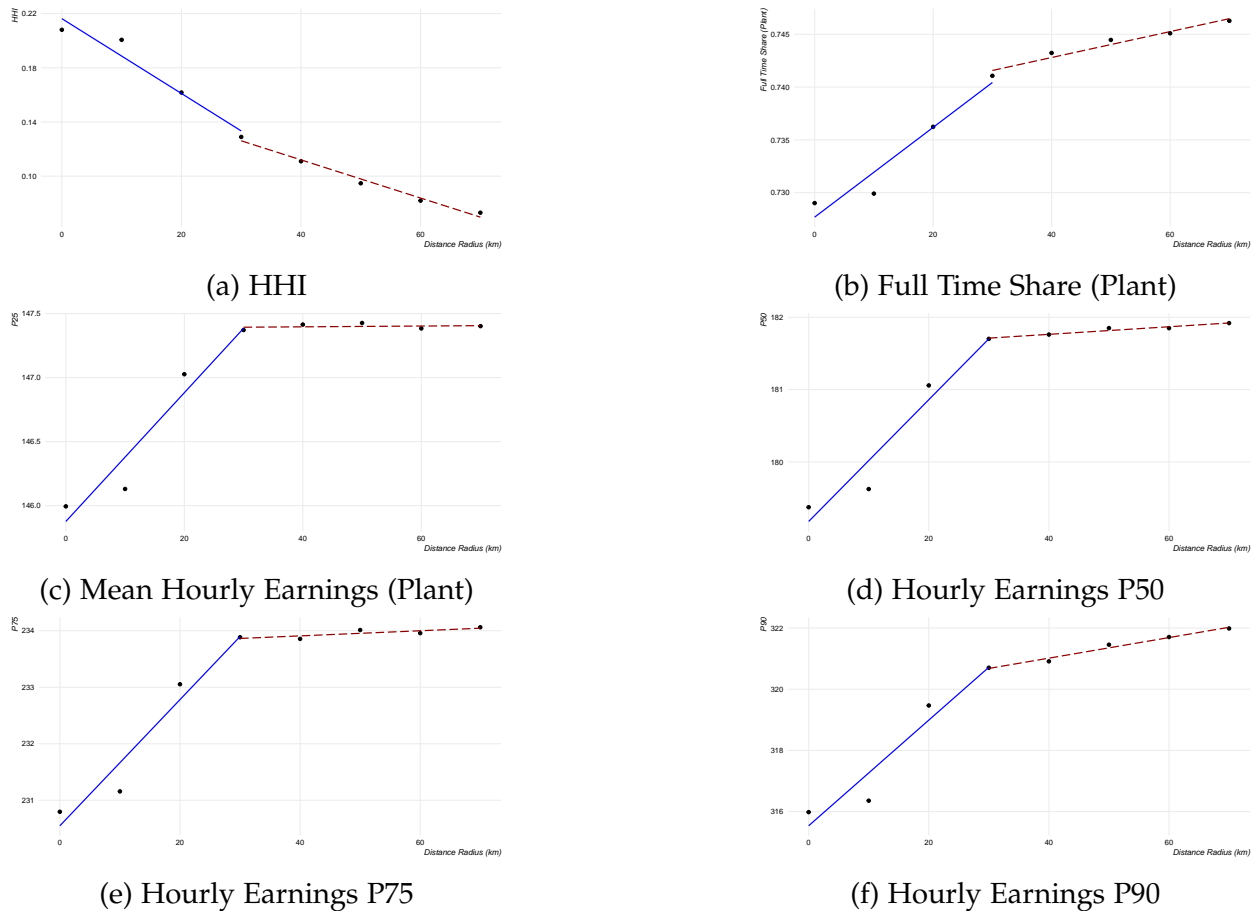 HHI
0.22
0.18
0.14
0.10
0 20 40 60
Distance Radius (km)
(a) HHI
Full Time Share (Plant)
0.745
0.740
0.735
0.730
0 20 40 60
Distance Radius (km)
(b) Full Time Share (Plant)
P25
147.5
147.0
146.5
146.0
0 20 40 60
Distance Radius (km)
(c) Mean Hourly Earnings (Plant)
P50
182
181
180
0 20 40 60
Distance Radius (km)
(d) Hourly Earnings P50
P75
234
233
232
231
0 20 40 60
Distance Radius (km)
(e) Hourly Earnings P75
P90
322
320
318
316
0 20 40 60
Distance Radius (km)
(f) Hourly Earnings P90